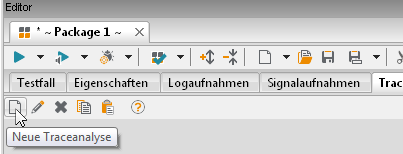 Editor
* ~ Package 1 ~
Testfall Eigenschaften Logaufnahmen Signalaufnahmen Trac
Neue Traceanalyse